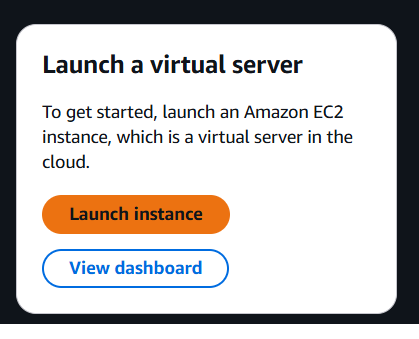 Launch a virtual server
To get started, launch an Amazon EC2
instance, which is a virtual server in the
cloud.
Launch instance
View dashboard